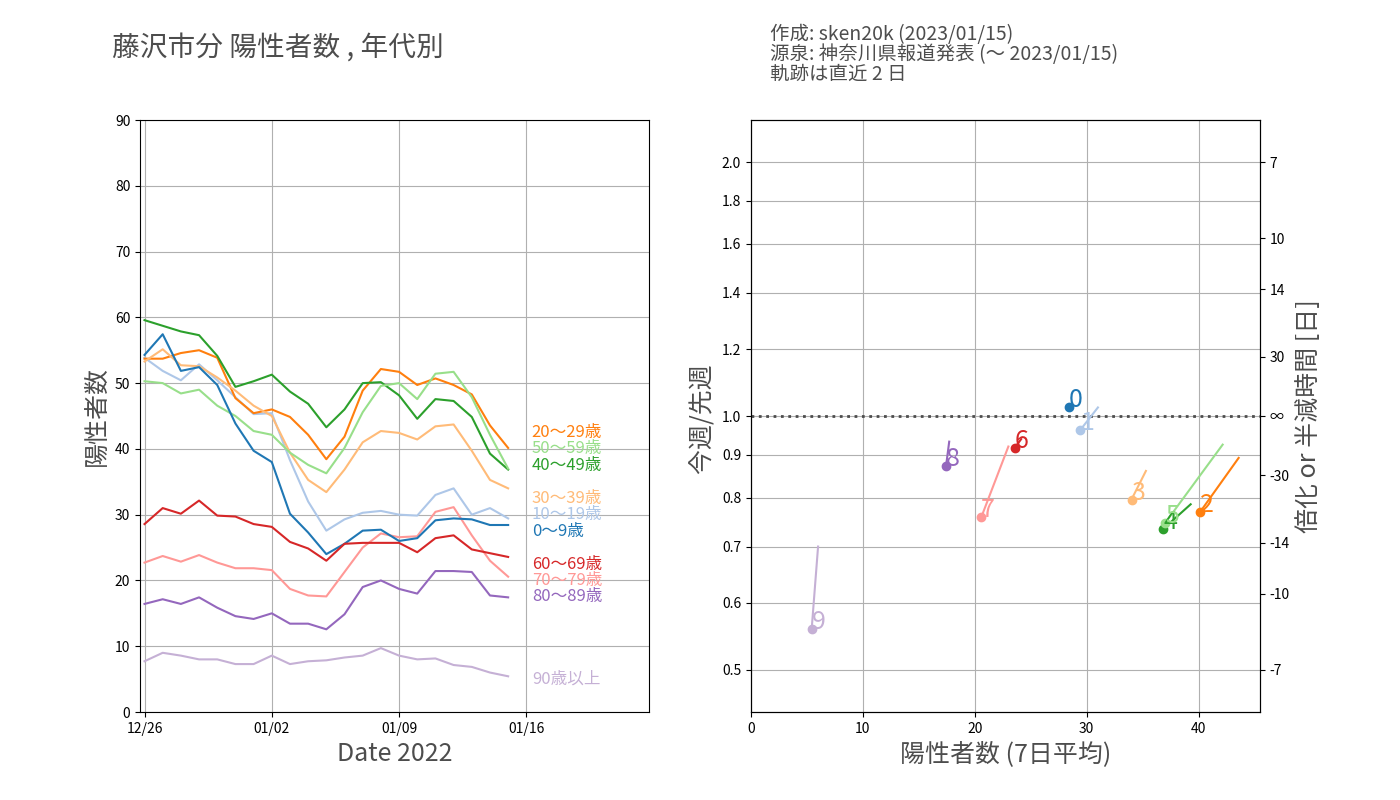 藤沢市分 陽性者数 , 年代別
作成: sken20k (2023/01/15)
源泉: 神奈川県報道発表 (〜 2023/01/15)
軌跡は直近 2 日
陽性者数
90
80
70
60
50
40
30
20
10
0
12/26
01/02
01/09
01/16
Date 2022
20〜29歳
50〜59歳
40〜49歳
30〜39歳
10〜19歳
0〜9歳
60〜69歳
70〜79歳
80〜89歳
90歳以上
今週/先週
2.0
1.8
1.6
1.4
1.2
1.0
0.9
0.8
0.7
0.6
0.5
0
10
20
30
40
陽性者数 (7日平均)
0
1
6
8
3
7
5
4
2
9
7
10
14
30
∞
-30
-14
-10
-7
倍化 or 半減時間 [日]